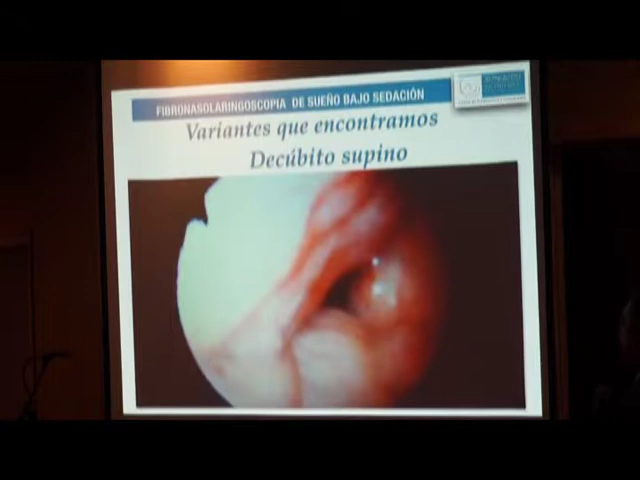 FIBRONASOLARINGOSCOPIA DE SUEÑO BAJO SEDACIÓN
Variantes que encontramos
Decúbito supino